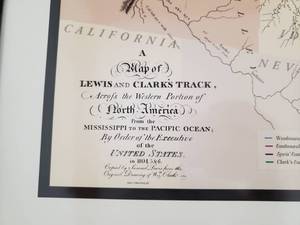 CALIFORNIA
NEV
A
Map of
LEWIS AND CLARK'S TRACK,
Across the Western Portion of
North America
from the
MISSISSIPPI TO THE PACIFIC OCEAN;
By Order of the Executive
of the
UNITED STATES,
in 1804.5&6.
Copied by Samuel Lewis from the
Original Drawing of Wm. Clark.